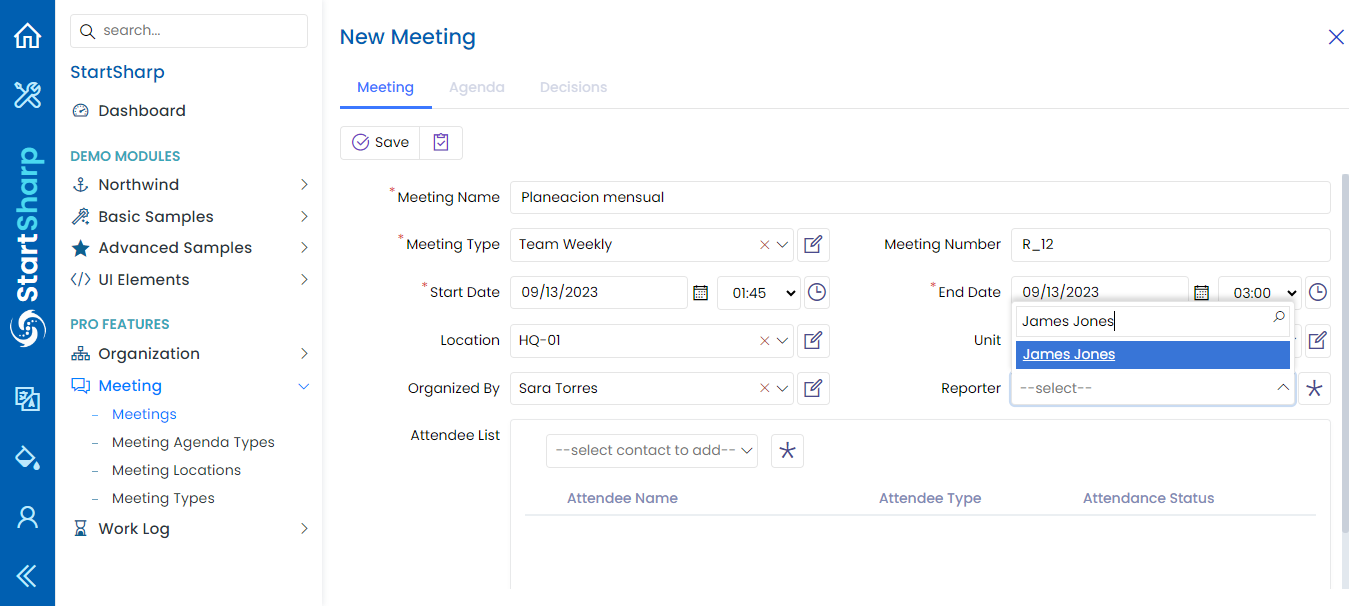 search...
StartSharp
Dashboard
DEMO MODULES
Northwind
Basic Samples
Advanced Samples
UI Elements
PRO FEATURES
Organization
Meeting
Meetings
Meeting Agenda Types
Meeting Locations
Meeting Types
Work Log
StartSharp
New Meeting
Meeting Agenda Decisions
Save
*Meeting Name Planeacion mensual
*Meeting Type Team Weekly Meeting Number R_12
*Start Date 09/13/2023 01:45 *End Date 09/13/2023 03:00
James Jones
Location HQ-01 Unit
James Jones
Organized By Sara Torres Reporter --select--
Attendee List
--select contact to add--
Attendee Name Attendee Type Attendance Status